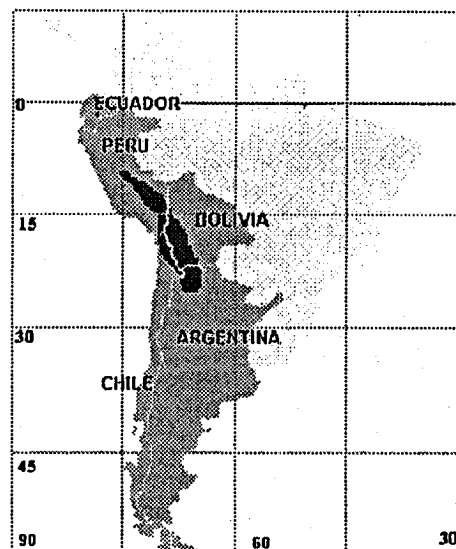 0
ECUADOR
PERU
15
BOLIVIA
30
ARGENTINA
CHILE
45
90
60
30